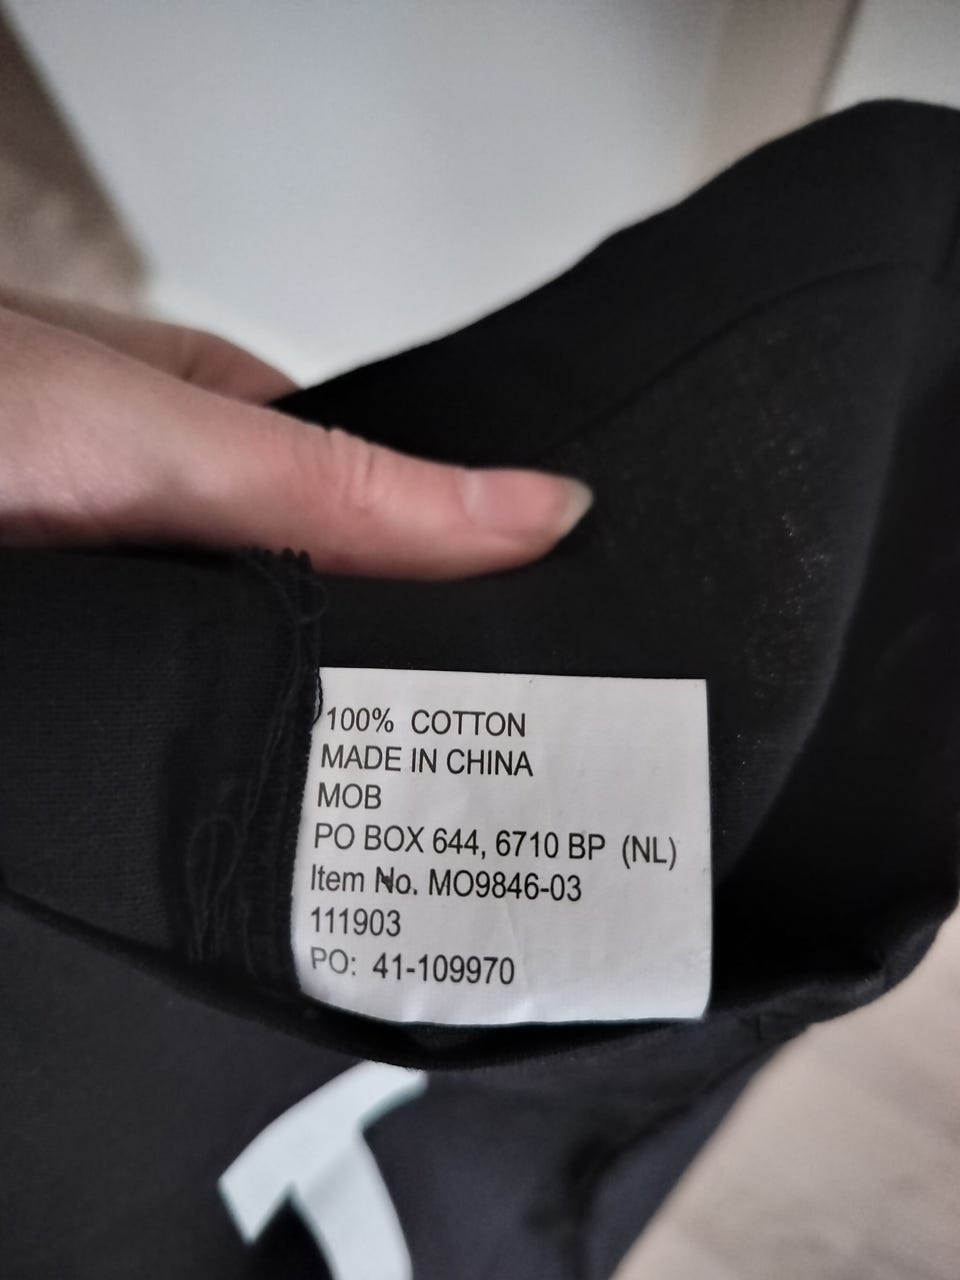 100% COTTON
MADE IN CHINA
MOB
PO BOX 644, 6710 BP (NL)
Item No. MO9846-03
111903
PO: 41-109970